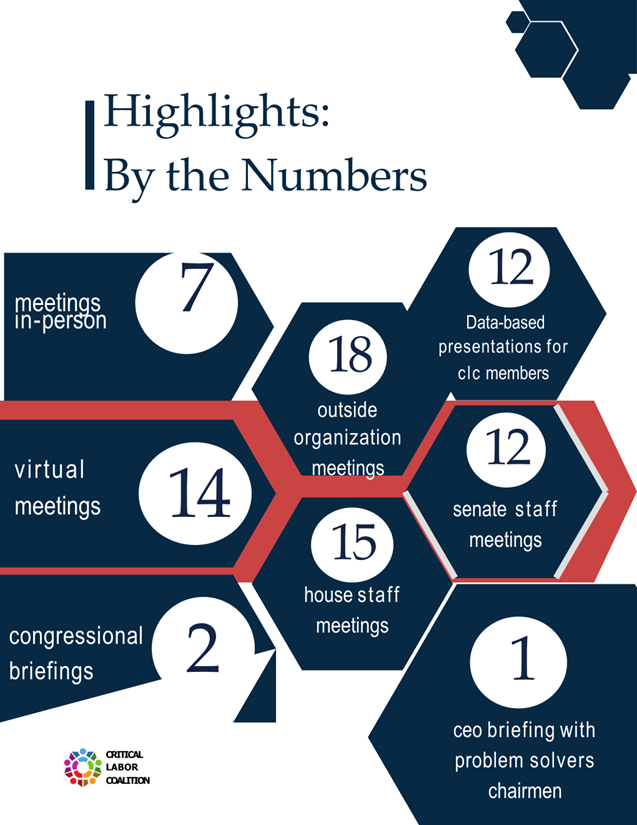 Highlights:
By the Numbers
7
meetings
in-person
12
Data-based
presentations for
clc members
18
outside
organization
meetings
14
virtual
meetings
12
senate staff
meetings
15
house staff
meetings
2
congressional
briefings
1
ceo briefing with
problem solvers
chairmen
CRITICAL
LABOR
COALITION